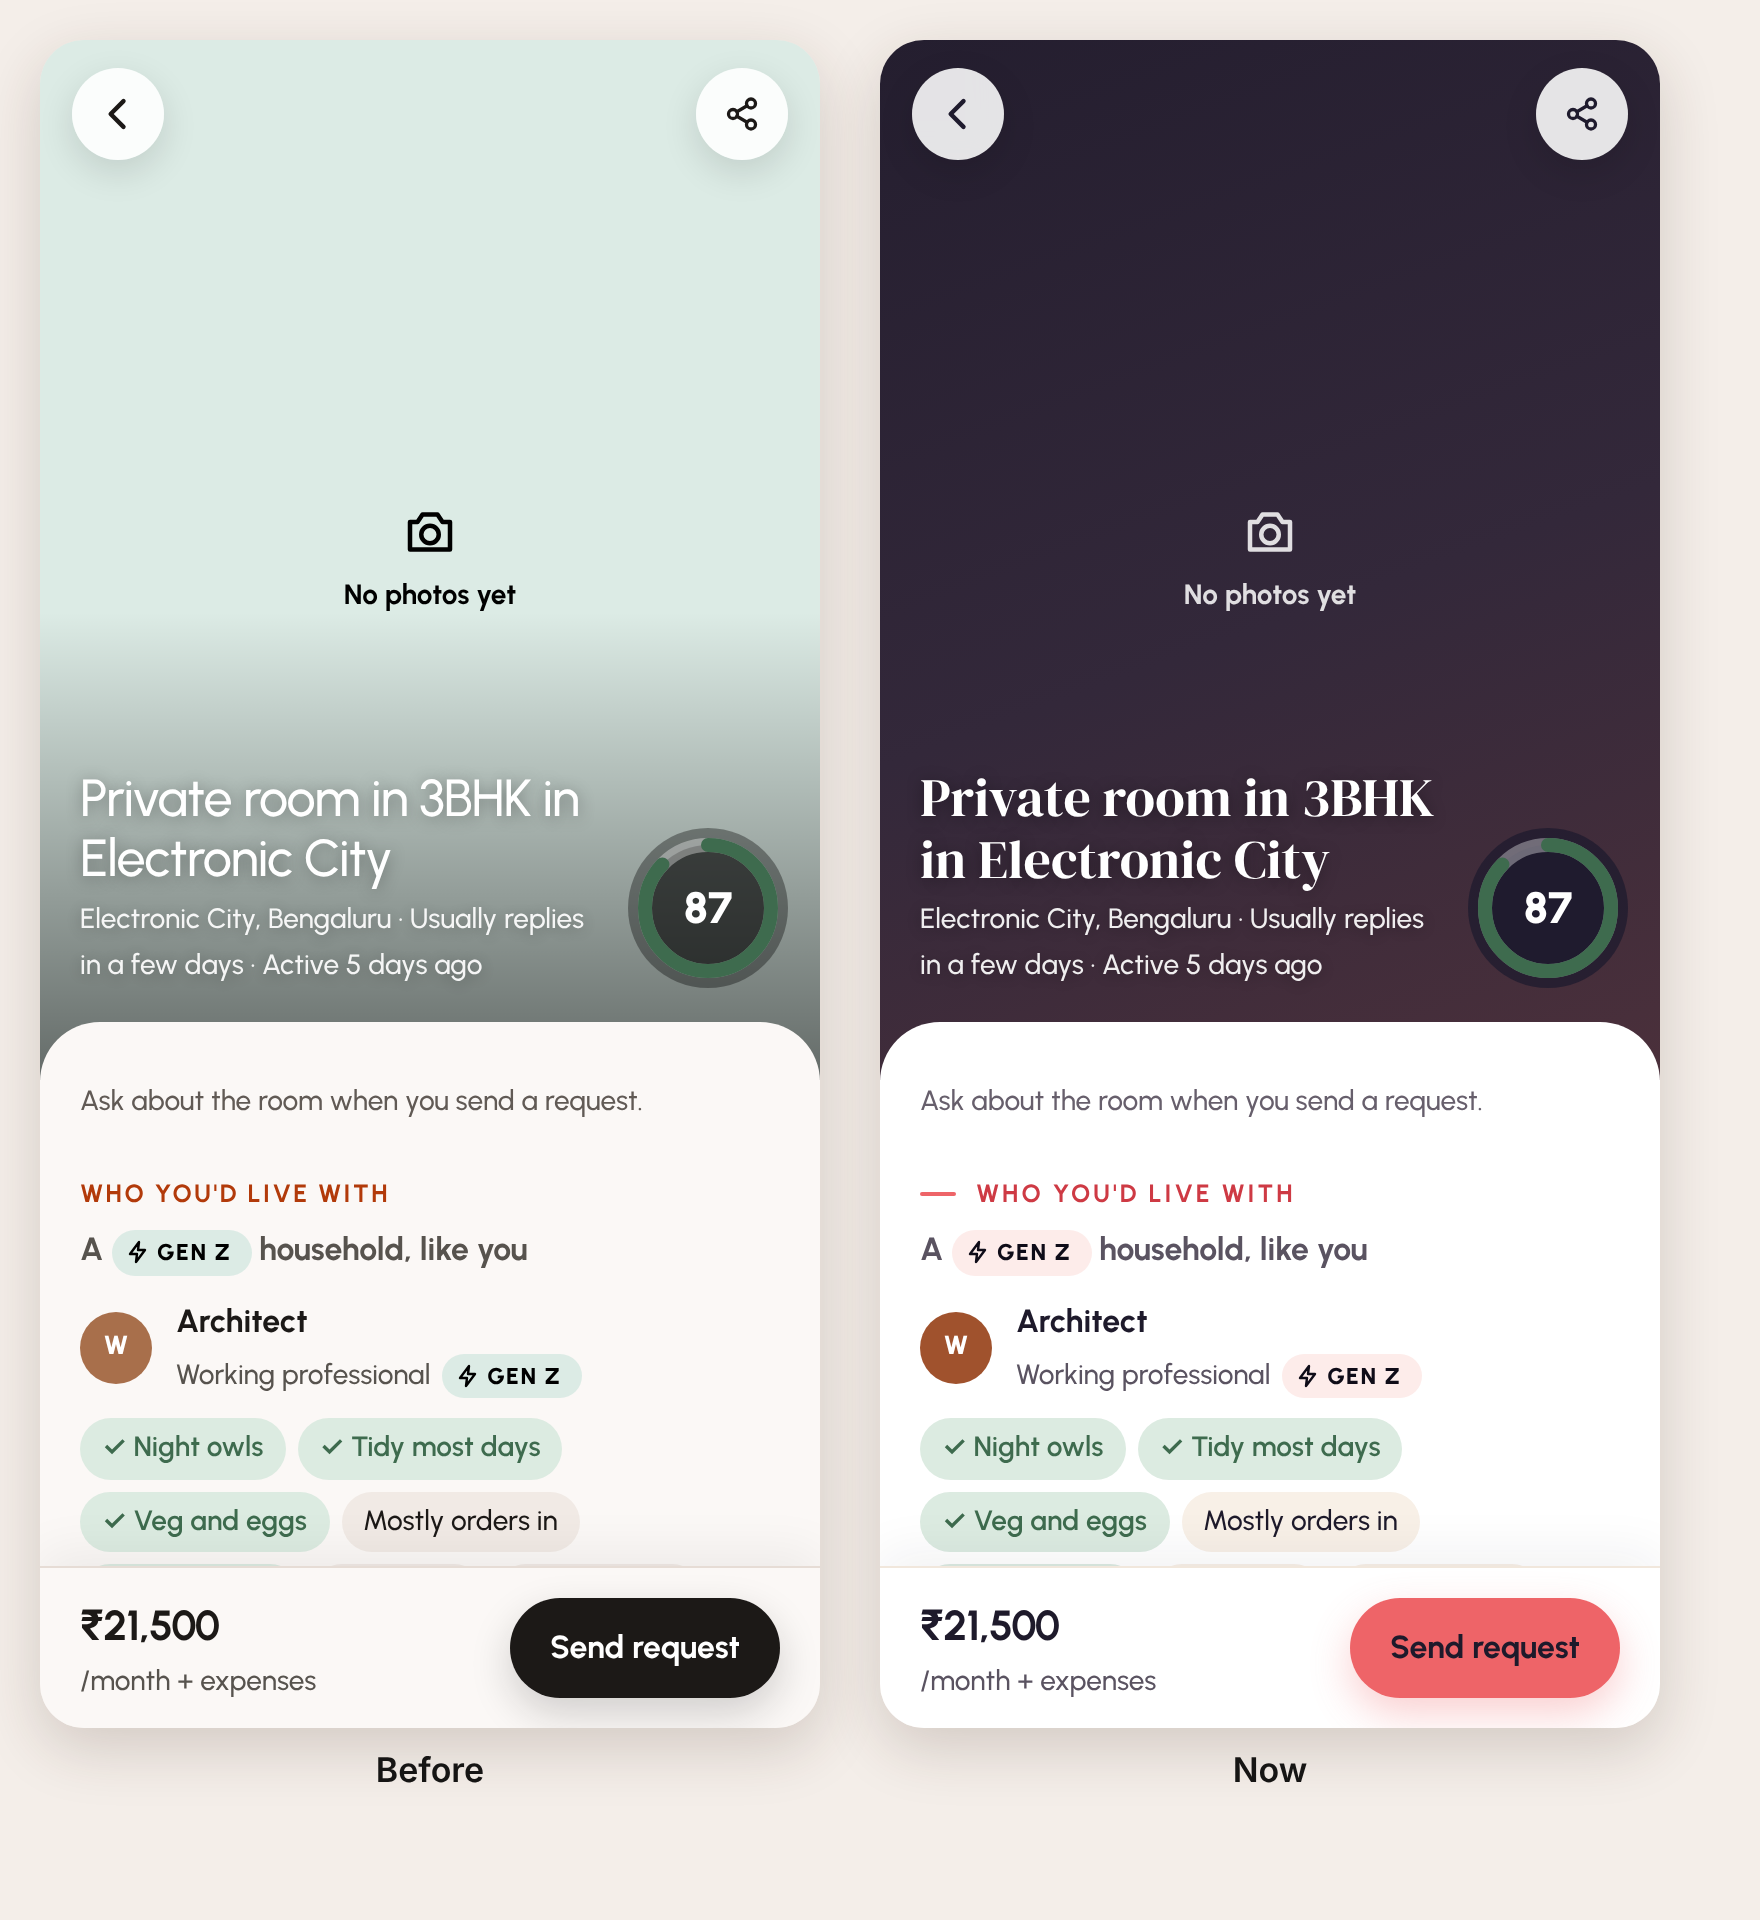 No photos yet
Private room in 3BHK in
Electronic City
Electronic City, Bengaluru · Usually replies
in a few days · Active 5 days ago
87
Ask about the room when you send a request.
WHO YOU'D LIVE WITH
A GEN Z household, like you
W
Architect
Working professional GEN Z
Night owls
Tidy most days
Veg and eggs
Mostly orders in
₹21,500
/month + expenses
Send request
Before
No photos yet
Private room in 3BHK
in Electronic City
Electronic City, Bengaluru · Usually replies
in a few days · Active 5 days ago
87
Ask about the room when you send a request.
WHO YOU'D LIVE WITH
A GEN Z household, like you
W
Architect
Working professional GEN Z
Night owls
Tidy most days
Veg and eggs
Mostly orders in
₹21,500
/month + expenses
Send request
Now